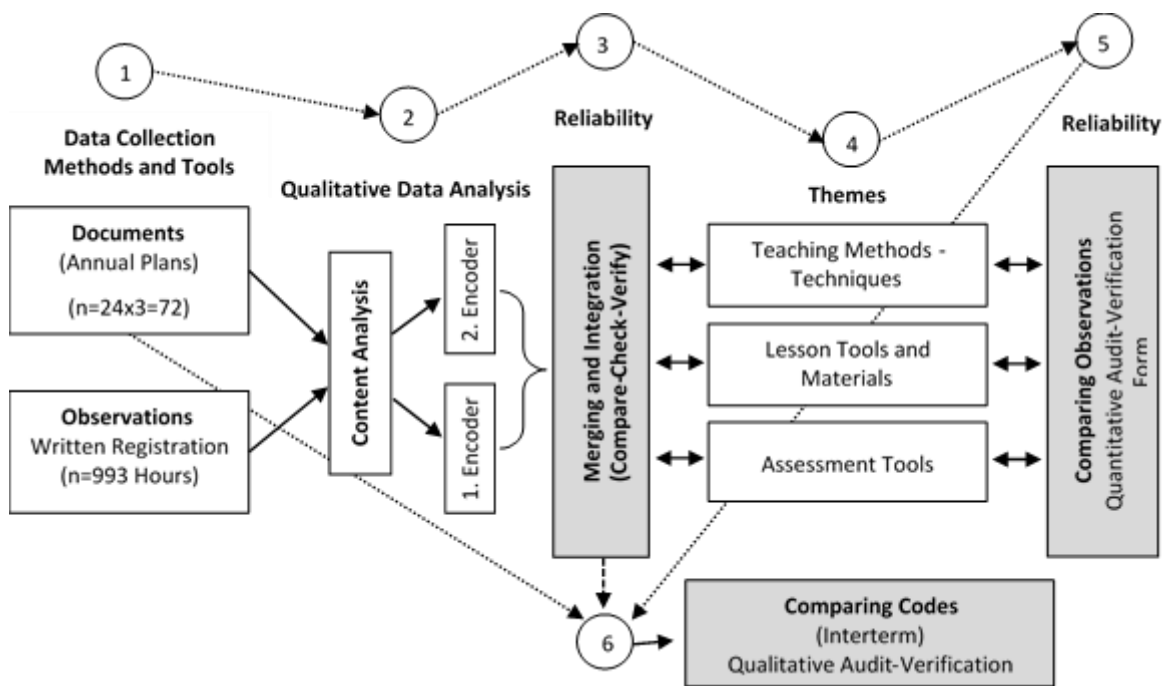 1
2
3
4
5
Data Collection
Methods and Tools
Qualitative Data Analysis
Reliability
Themes
Reliability
Documents
(Annual Plans)
(n=24x3=72)
Observations
Written Registration
(n=993 Hours)
Content Analysis
2. Encoder
1. Encoder
Merging and Integration
(Compare-Check-Verify)
Teaching Methods -
Techniques
Lesson Tools and
Materials
Assessment Tools
Comparing Observations
Quantitative Audit-Verification
Form
6
Comparing Codes
(Interterm)
Qualitative Audit-Verification